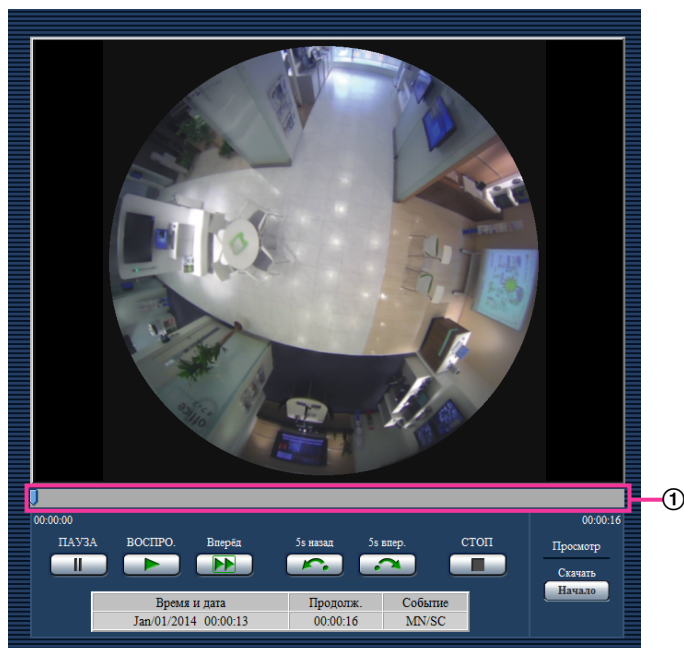 ①
00:00:00 00:00:16
ПАУЗА ВОСПРО. Вперёд 5s назад 5s впер. СТОП
Просмотр
Скачать
Начало
Время и дата Продолж. Событие
Jan/01/2014 00:00:13 00:00:16 MN/SC
office